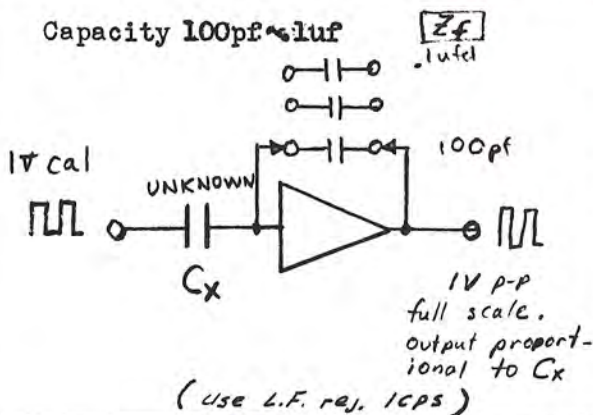 Capacity 100pf ~ 1uf
Zf
.1ufd
100pf
1V cal
UNKNOWN
Cx
1V p-p
full scale.
output proport-
ional to Cx
(Use L.F. rej. 1cps)